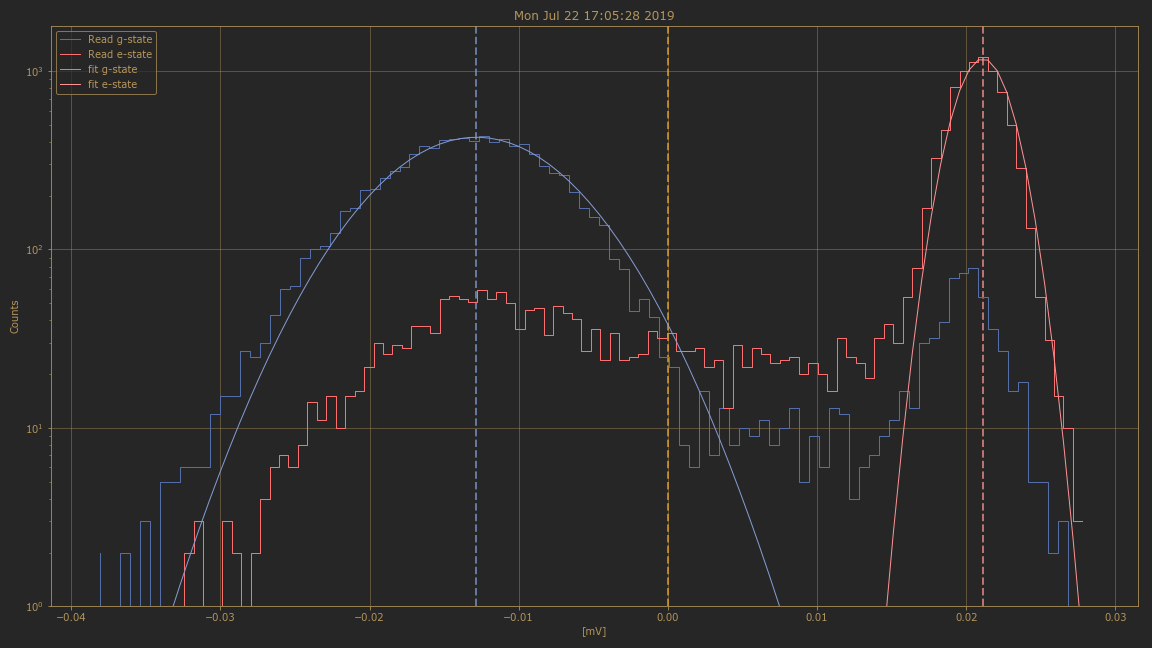 Mon Jul 22 17:05:28 2019
Read g-state
Read e-state
fit g-state
fit e-state
10³
10²
10¹
10⁰
Counts
−0.04 −0.03 −0.02 −0.01 0.00 0.01 0.02 0.03
[mV]